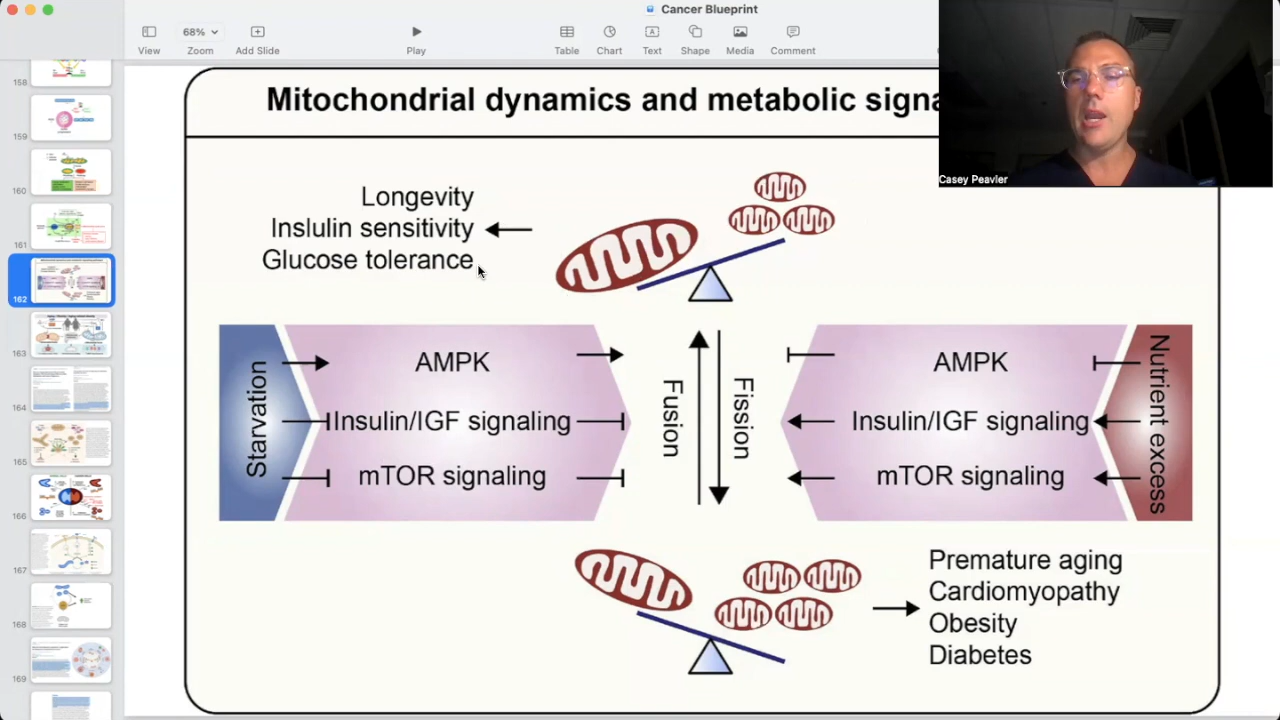 Cancer Blueprint
68%
View
Zoom
Add Slide
Play
Table
Chart
Text
Shape
Media
Comment
Casey Peavler
158
159
160
161
162
163
164
165
166
167
168
169
Mitochondrial dynamics and metabolic signa
Longevity
Inslulin sensitivity
Glucose tolerance
Starvation
AMPK
Insulin/IGF signaling
mTOR signaling
Fusion
Fission
AMPK
Insulin/IGF signaling
mTOR signaling
Nutrient excess
Premature aging
Cardiomyopathy
Obesity
Diabetes